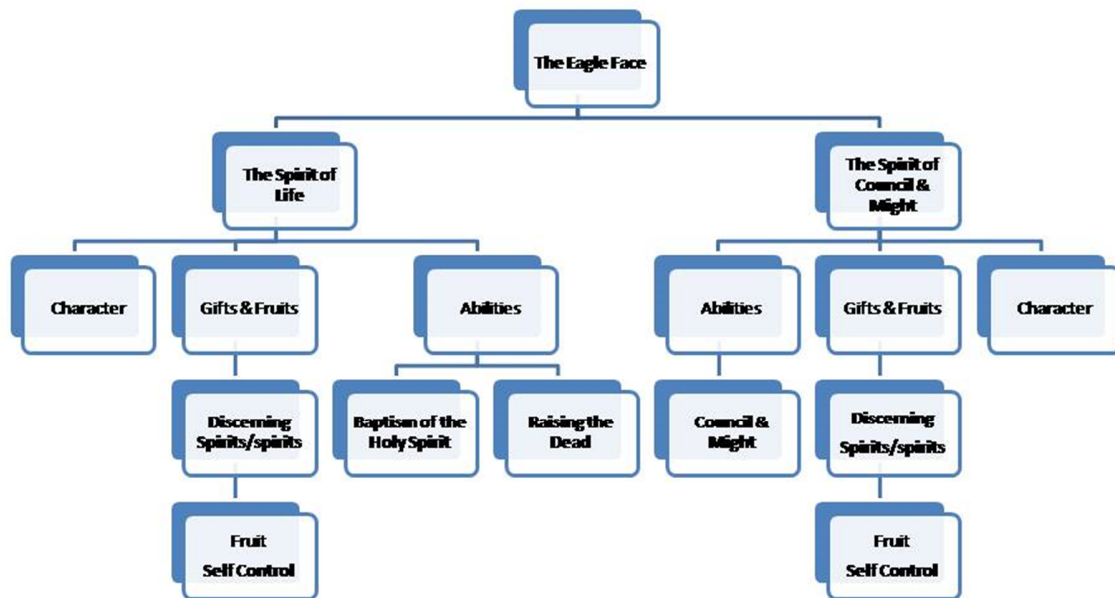 The Eagle Face
The Spirit of
Life
The Spirit of
Council &
Might
Character
Gifts & Fruits
Abilities
Abilities
Gifts & Fruits
Character
Discerning
Spirits/spirits
Baptism of the
Holy Spirit
Raising the
Dead
Council &
Might
Discerning
Spirits/spirits
Fruit
Self Control
Fruit
Self Control